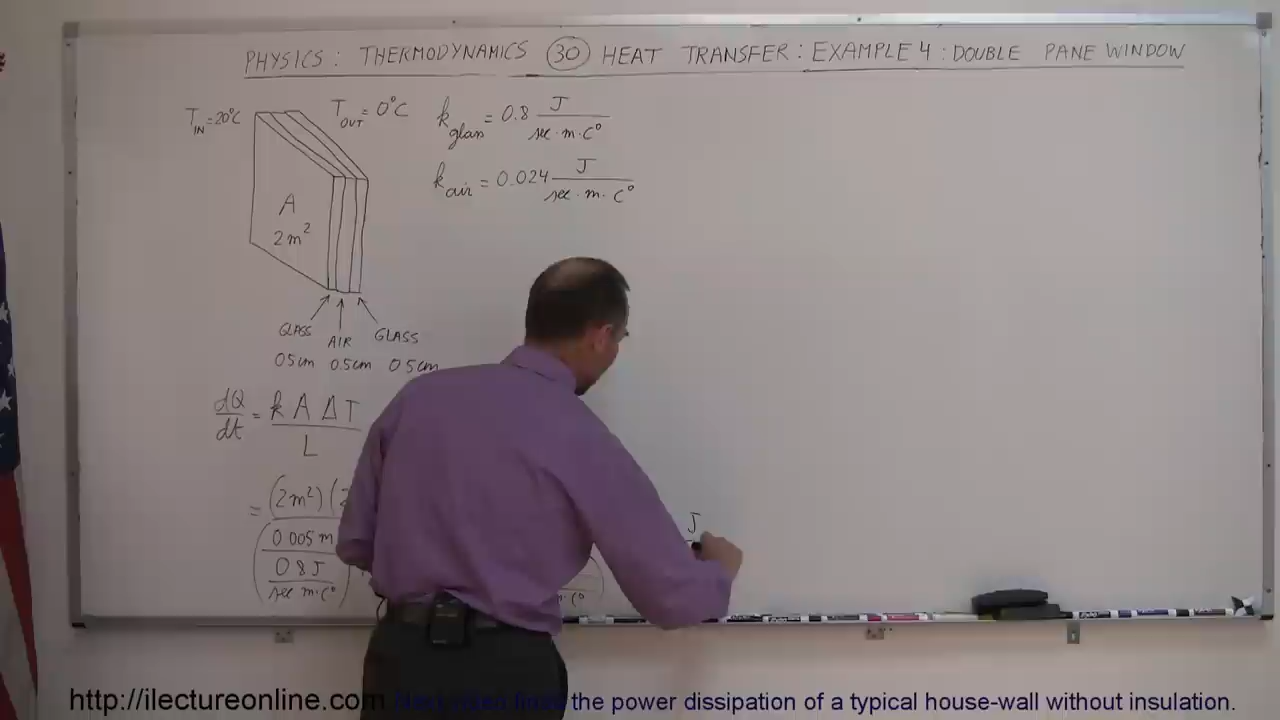 PHYSICS: THERMODYNAMICS 30 HEAT TRANSFER: EXAMPLE 4: DOUBLE PANE WINDOW
T_IN = 20°C T_OUT = 0°C
k_glass = 0.8 J / sec·m·C°
k_air = 0.024 J / sec·m·C°
A
2m²
GLASS AIR GLASS
0.5cm 0.5cm 0.5cm
dQ/dt = k A ΔT / L
= (2m²)
0.005m
0.8 J
sec·m·C°
J
http://ilectureonline.com the power dissipation of a typical house-wall without insulation.